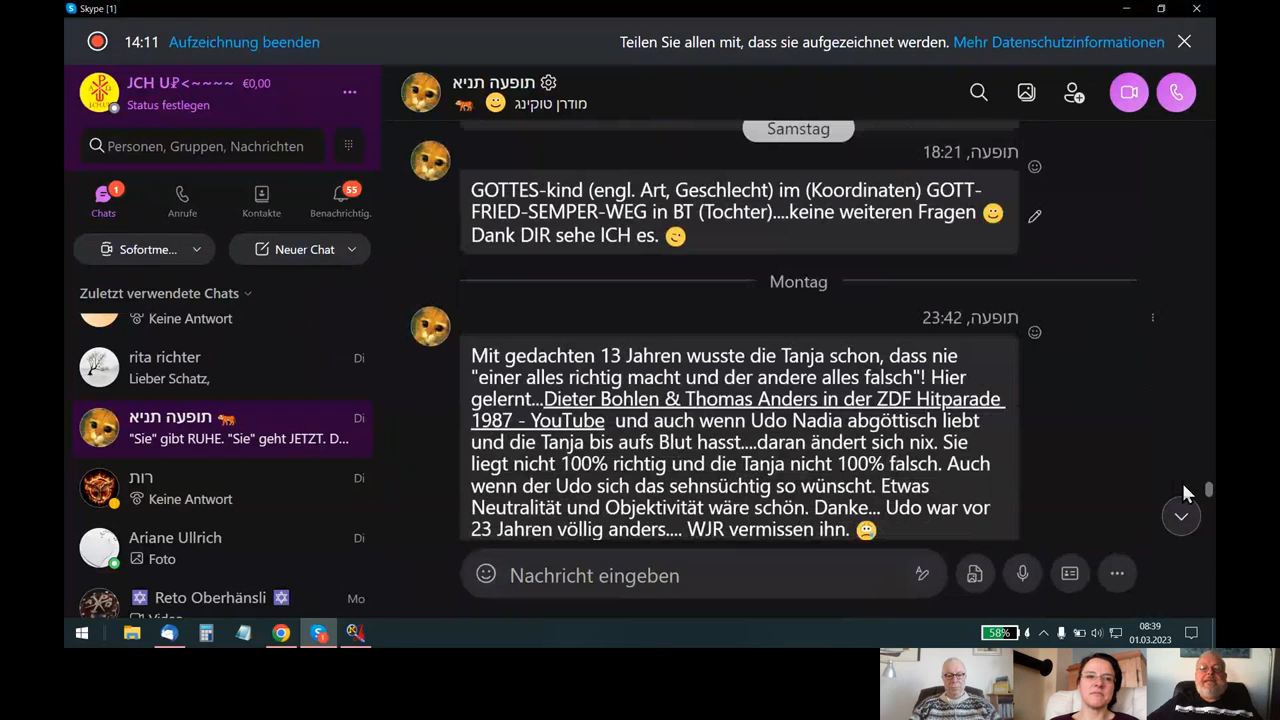 Skype [1]
14:11 Aufzeichnung beenden
Teilen Sie allen mit, dass sie aufgezeichnet werden. Mehr Datenschutzinformationen
JCH U₽<~~~~ €0,00
Status festlegen
תופעה תניא
מודרן טוקינג
Personen, Gruppen, Nachrichten
1
55
Chats
Anrufe
Kontakte
Benachrichtig.
Sofortme...
Neuer Chat
Zuletzt verwendete Chats
Keine Antwort
rita richter Di
Lieber Schatz,
תופעה תניא Di
"Sie" gibt RUHE. "Sie" geht JETZT. D...
רות Di
Keine Antwort
Ariane Ullrich Di
Foto
Reto Oberhänsli Mo
Video
Samstag
תופעה, 18:21
GOTTES-kind (engl. Art, Geschlecht) im (Koordinaten) GOTT-
FRIED-SEMPER-WEG in BT (Tochter)....keine weiteren Fragen 🙂
Dank DIR sehe ICH es. 😉
Montag
תופעה, 23:42
Mit gedachten 13 Jahren wusste die Tanja schon, dass nie
"einer alles richtig macht und der andere alles falsch"! Hier
gelernt...Dieter Bohlen & Thomas Anders in der ZDF Hitparade
1987 - YouTube und auch wenn Udo Nadia abgöttisch liebt
und die Tanja bis aufs Blut hasst....daran ändert sich nix. Sie
liegt nicht 100% richtig und die Tanja nicht 100% falsch. Auch
wenn der Udo sich das sehnsüchtig so wünscht. Etwas
Neutralität und Objektivität wäre schön. Danke... Udo war vor
23 Jahren völlig anders.... WJR vermissen ihn. 😢
Nachricht eingeben
1
58%
08:39
01.03.2023